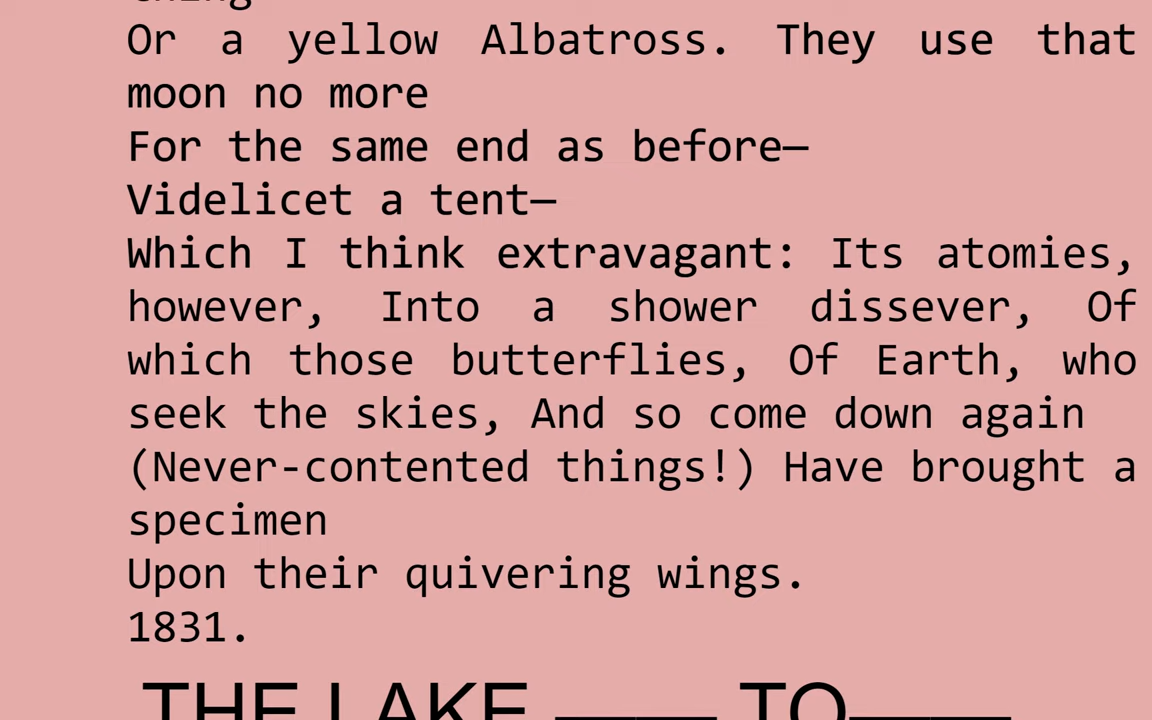 Or a yellow Albatross. They use that
moon no more
For the same end as before—
Videlicet a tent—
Which I think extravagant: Its atomies,
however, Into a shower dissever, Of
which those butterflies, Of Earth, who
seek the skies, And so come down again
(Never-contented things!) Have brought a
specimen
Upon their quivering wings.
1831.
THE LAKE —— TO——